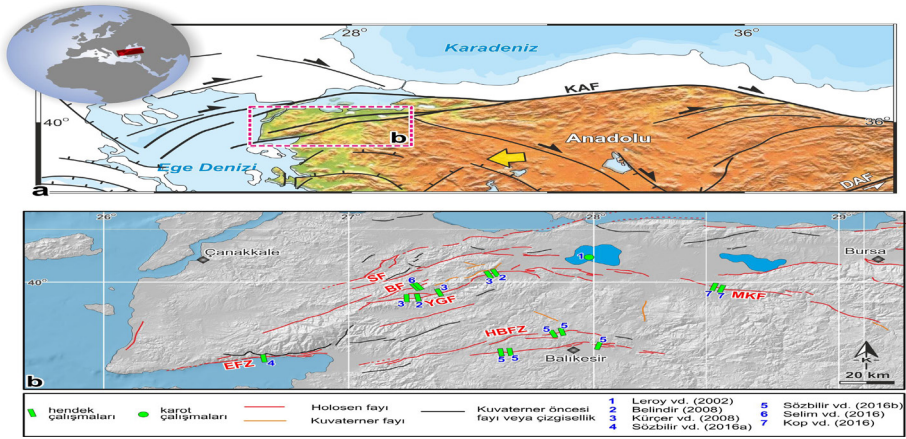 28°
36°
Karadeniz
KAF
40°
36°
b
Anadolu
Ege Denizi
DAF
a
26°
27°
28°
29°
Çanakkale
Bursa
1
SF
6
BF
3
2
40°
3
2
3
YGF
7
7
MKF
HBFZ
5
5
5
5
5
Balıkesir
EFZ
4
K
20 km
b
hendek
çalışmaları
karot
çalışmaları
Holosen fayı
Kuvaterner fayı
Kuvaterner öncesi
fayı veya çizgisellik
1 Leroy vd. (2002)
2 Belindir (2008)
3 Kürçer vd. (2008)
4 Sözbilir vd. (2016a)
5 Sözbilir vd. (2016b)
6 Selim vd. (2016)
7 Kop vd. (2016)